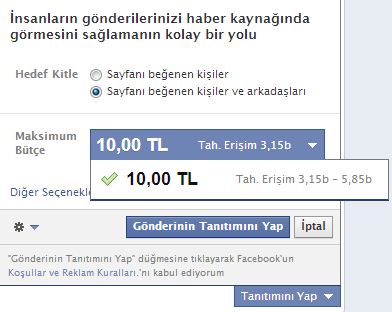 İnsanların gönderilerinizi haber kaynağında
görmesini sağlamanın kolay bir yolu
Hedef Kitle
Sayfanı beğenen kişiler
Sayfanı beğenen kişiler ve arkadaşları
Maksimum
Bütçe
10,00 TL Tah. Erişim 3,15b
10,00 TL Tah. Erişim 3,15b – 5,85b
Diğer Seçenekle
Gönderinin Tanıtımını Yap İptal
"Gönderinin Tanıtımını Yap" düğmesine tıklayarak Facebook'un
Koşullar ve Reklam Kuralları.'nı kabul ediyorum
Tanıtımını Yap